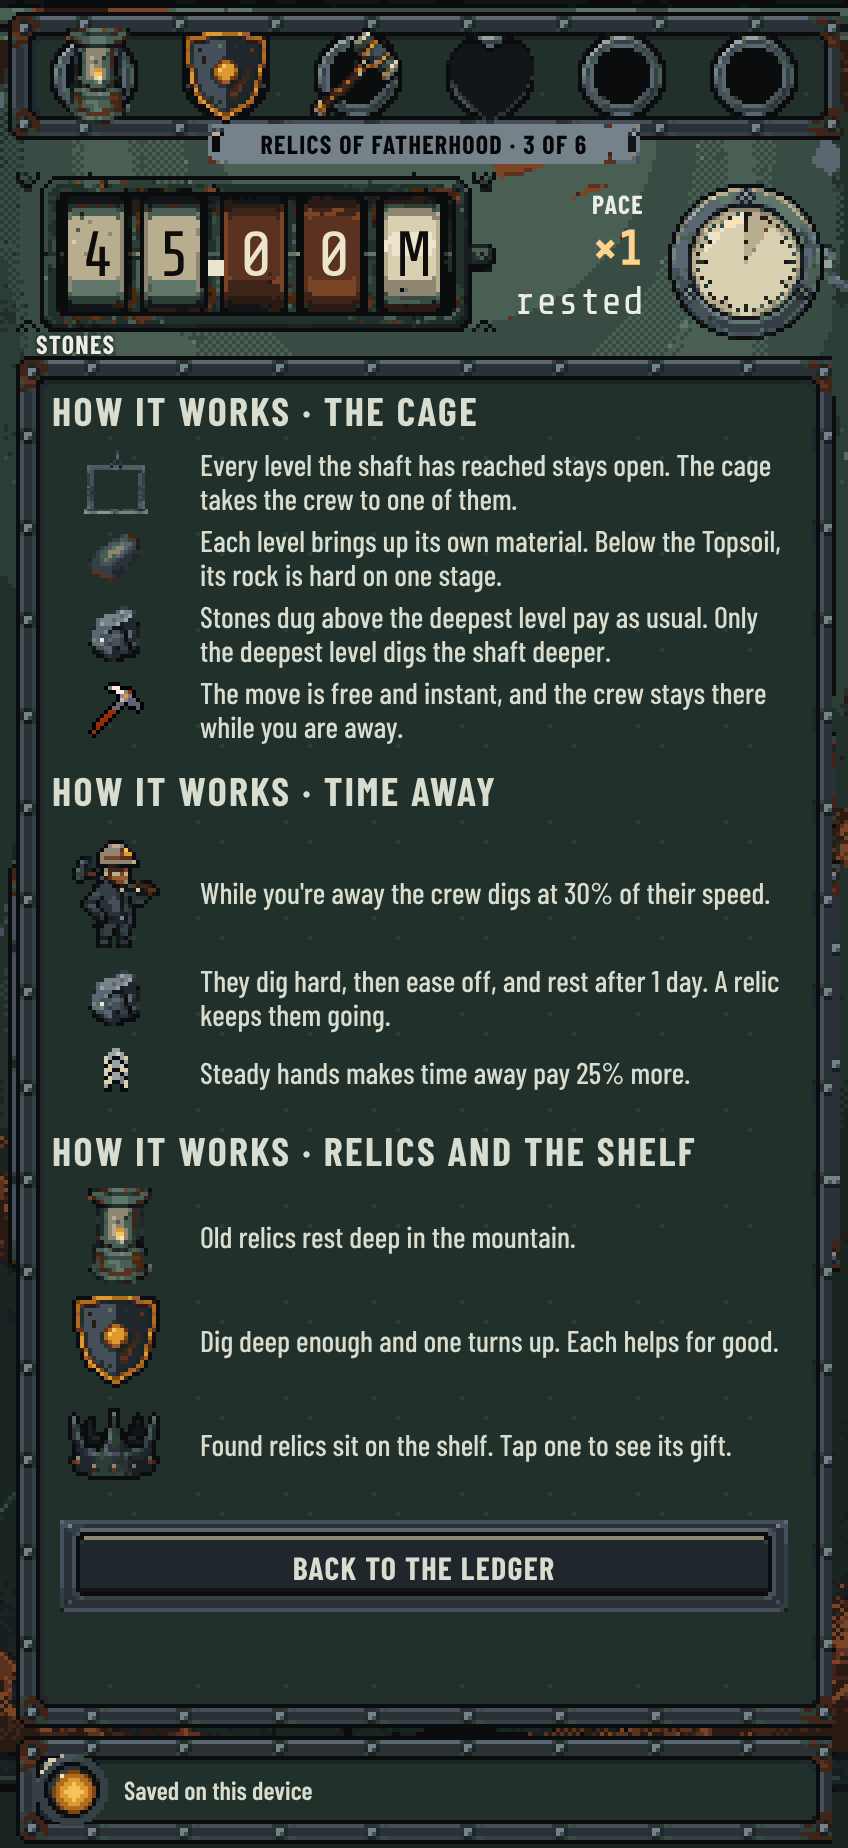 RELICS OF FATHERHOOD · 3 OF 6
45.00M
PACE
×1
rested
STONES
HOW IT WORKS · THE CAGE
Every level the shaft has reached stays open. The cage
takes the crew to one of them.
Each level brings up its own material. Below the Topsoil,
its rock is hard on one stage.
Stones dug above the deepest level pay as usual. Only
the deepest level digs the shaft deeper.
The move is free and instant, and the crew stays there
while you are away.
HOW IT WORKS · TIME AWAY
While you're away the crew digs at 30% of their speed.
They dig hard, then ease off, and rest after 1 day. A relic
keeps them going.
Steady hands makes time away pay 25% more.
HOW IT WORKS · RELICS AND THE SHELF
Old relics rest deep in the mountain.
Dig deep enough and one turns up. Each helps for good.
Found relics sit on the shelf. Tap one to see its gift.
BACK TO THE LEDGER
Saved on this device